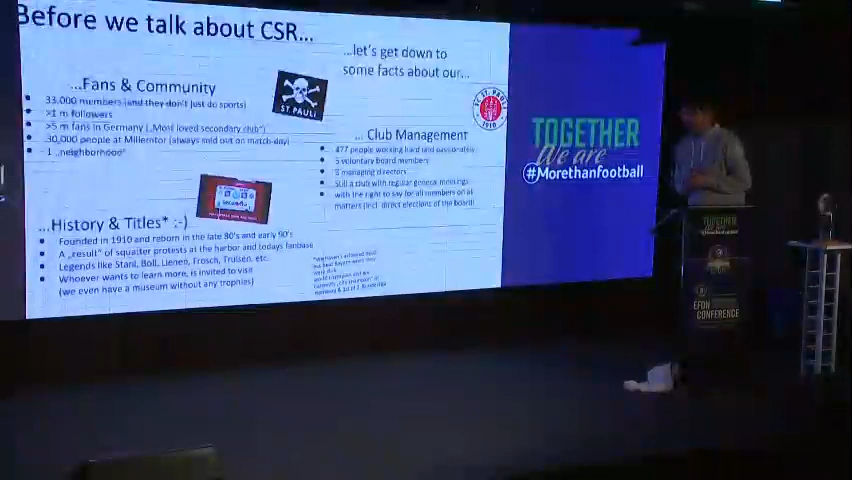 Before we talk about CSR...
...let's get down to
some facts about our...
...Fans & Community
33.000 members (and they don't just do sports)
>1 m followers
>5 m fans in Germany („Most loved secondary club")
30,000 people at Millerntor (always sold out on match-day)
1 „neighborhood"
ST. PAULI
FC ST. PAULI
1910
... Club Management
477 people working hard and passionately
5 voluntary board members
3 managing directors
Still a club with regular general meetings
with the right to say for all members on all
matters (incl. direct elections of the board)
...History & Titles* :-)
Founded in 1910 and reborn in the late 80's and early 90's
A „result" of squatter protests at the harbor and todays fanbase
Legends like Stani, Boll, Lienen, Frosch, Trulsen, etc.
Whoever wants to learn more, is invited to visit
(we even have a museum without any trophies)
TOGETHER
We are
#Morethanfootball
TOGETHER
We are
EFDN
CONFERENCE